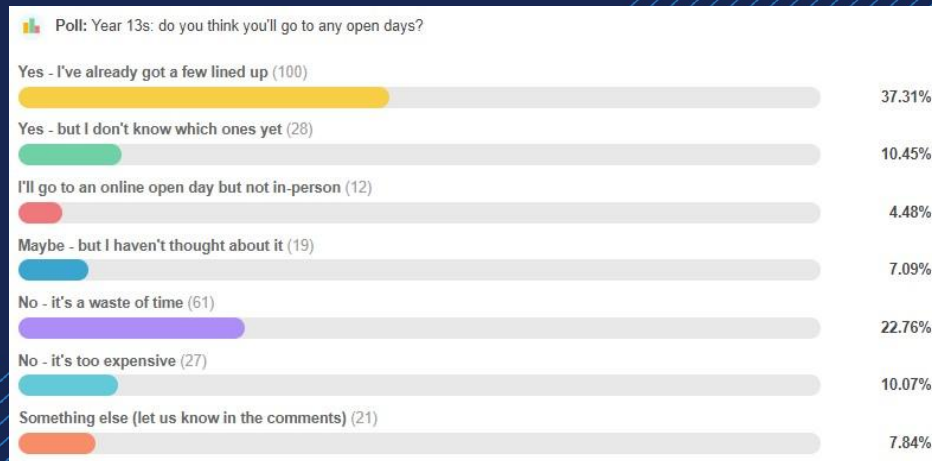 Poll: Year 13s: do you think you'll go to any open days?
Yes - I've already got a few lined up (100)
37.31%
Yes - but I don't know which ones yet (28)
10.45%
I'll go to an online open day but not in-person (12)
4.48%
Maybe - but I haven't thought about it (19)
7.09%
No - it's a waste of time (61)
22.76%
No - it's too expensive (27)
10.07%
Something else (let us know in the comments) (21)
7.84%